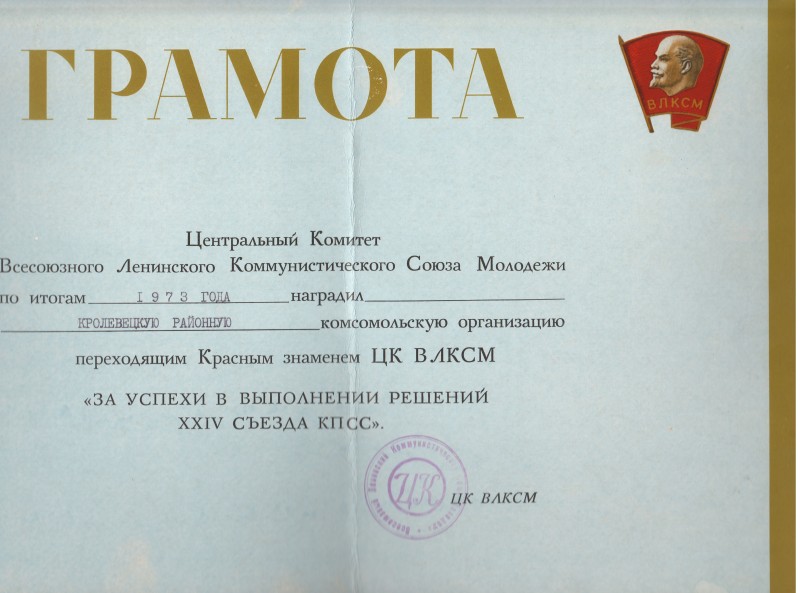 ГРАМОТА
ВЛКСМ
Центральный Комитет
Всесоюзного Ленинского Коммунистического Союза Молодежи
по итогам 1973 ГОДА наградил
КРОЛЕВЕЦКУЮ РАЙОННУЮ комсомольскую организацию
переходящим Красным знаменем ЦК ВЛКСМ
«ЗА УСПЕХИ В ВЫПОЛНЕНИИ РЕШЕНИЙ
XXIV СЪЕЗДА КПСС».
ЦК
ЦК ВЛКСМ